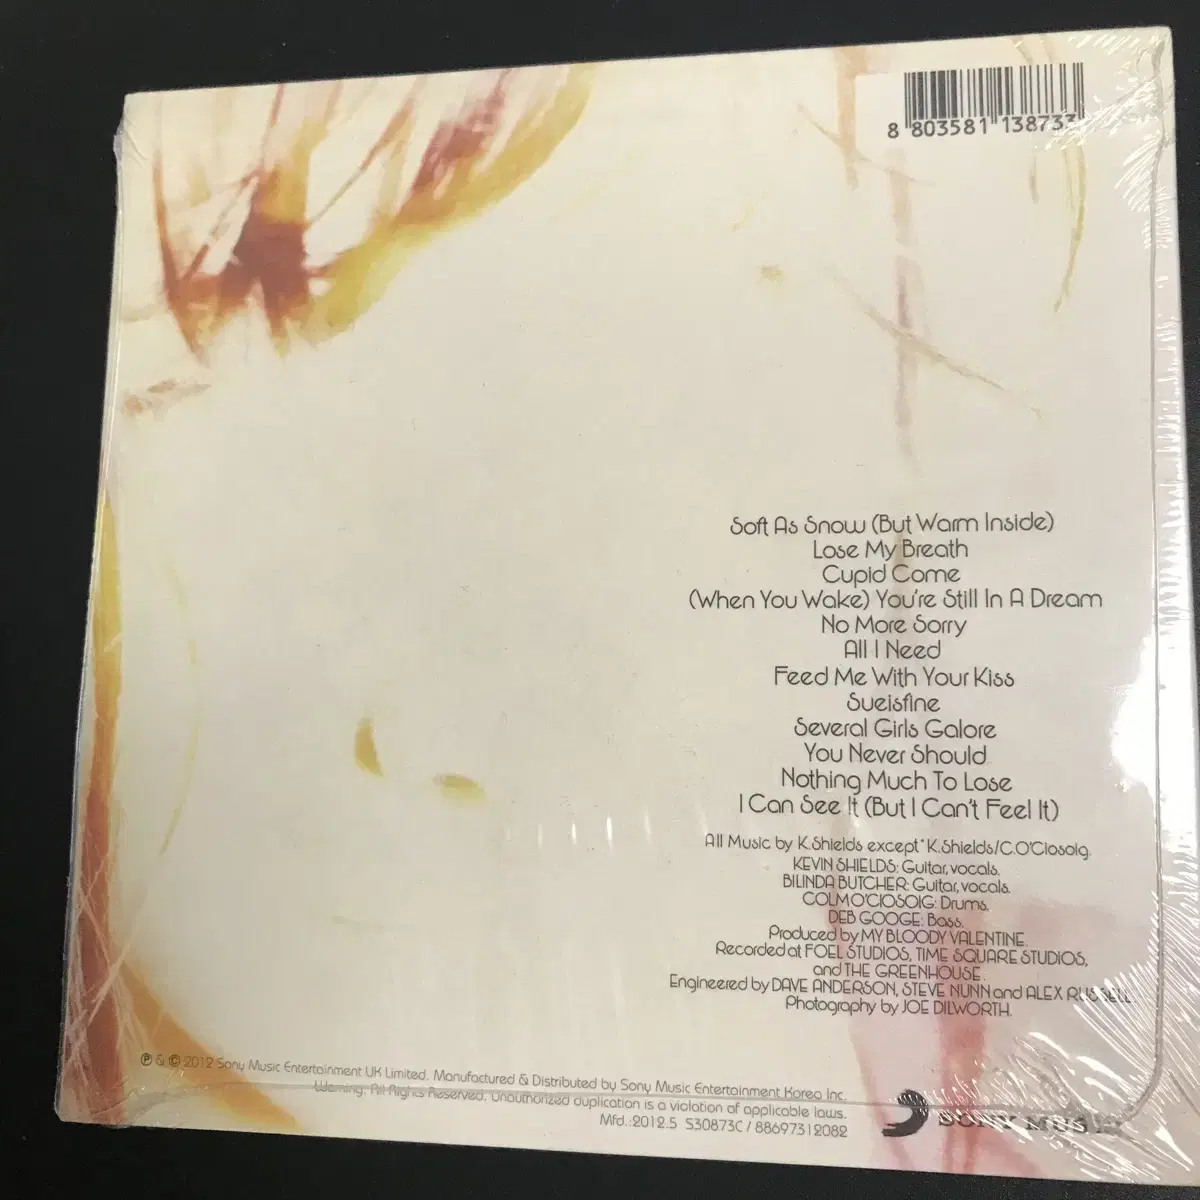 8 803581 138733
Soft As Snow (But Warm Inside)
Lose My Breath
Cupid Come
(When You Wake) You're Still In A Dream
No More Sorry
All I Need
Feed Me With Your Kiss
Sueisfine
Several Girls Galore
You Never Should
Nothing Much To Lose
I Can See It (But I Can't Feel It)
All Music by K.Shields except* K.Shields/C.O'Ciosoig.
KEVIN SHIELDS: Guitar, vocals.
BILINDA BUTCHER: Guitar, vocals.
COLM O'CIOSOIG: Drums.
DEB GOOGE: Bass.
Produced by MY BLOODY VALENTINE.
Recorded at FOEL STUDIOS, TIME SQUARE STUDIOS,
and THE GREENHOUSE.
Engineered by DAVE ANDERSON, STEVE NUNN and ALEX RUSSELL.
Photography by JOE DILWORTH.
℗ & © 2012 Sony Music Entertainment UK Limited. Manufactured & Distributed by Sony Music Entertainment Korea Inc.
Warning: All Rights Reserved. Unauthorized duplication is a violation of applicable laws.
Mfd.:2012.5 S30873C / 88697312082
SONY MUSIC